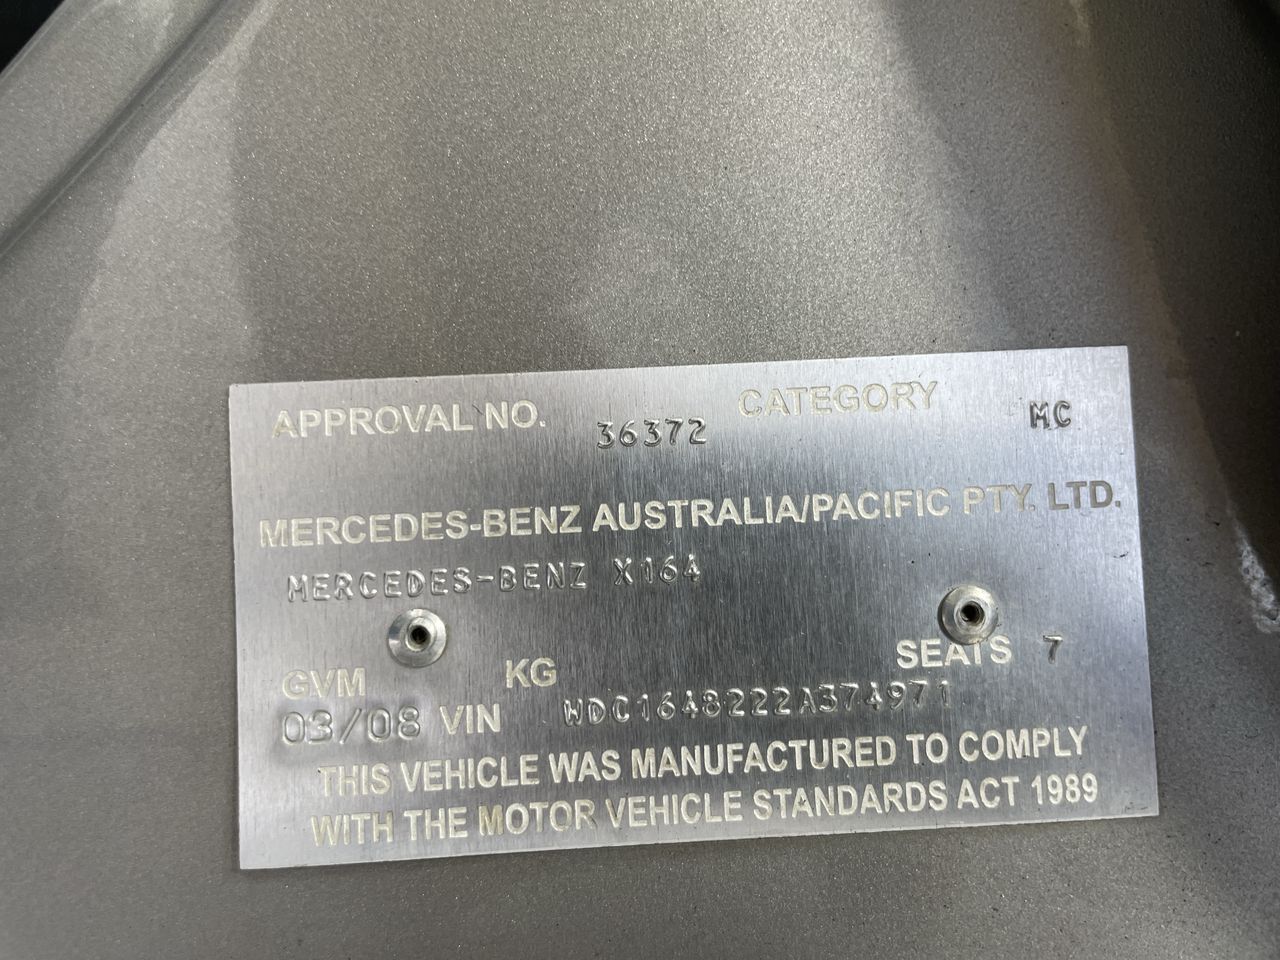 APPROVAL NO. 36372 CATEGORY MC
MERCEDES-BENZ AUSTRALIA/PACIFIC PTY. LTD.
MERCEDES-BENZ X164
GVM KG SEATS 7
03/08 VIN WDC1648222A374971
THIS VEHICLE WAS MANUFACTURED TO COMPLY
WITH THE MOTOR VEHICLE STANDARDS ACT 1989